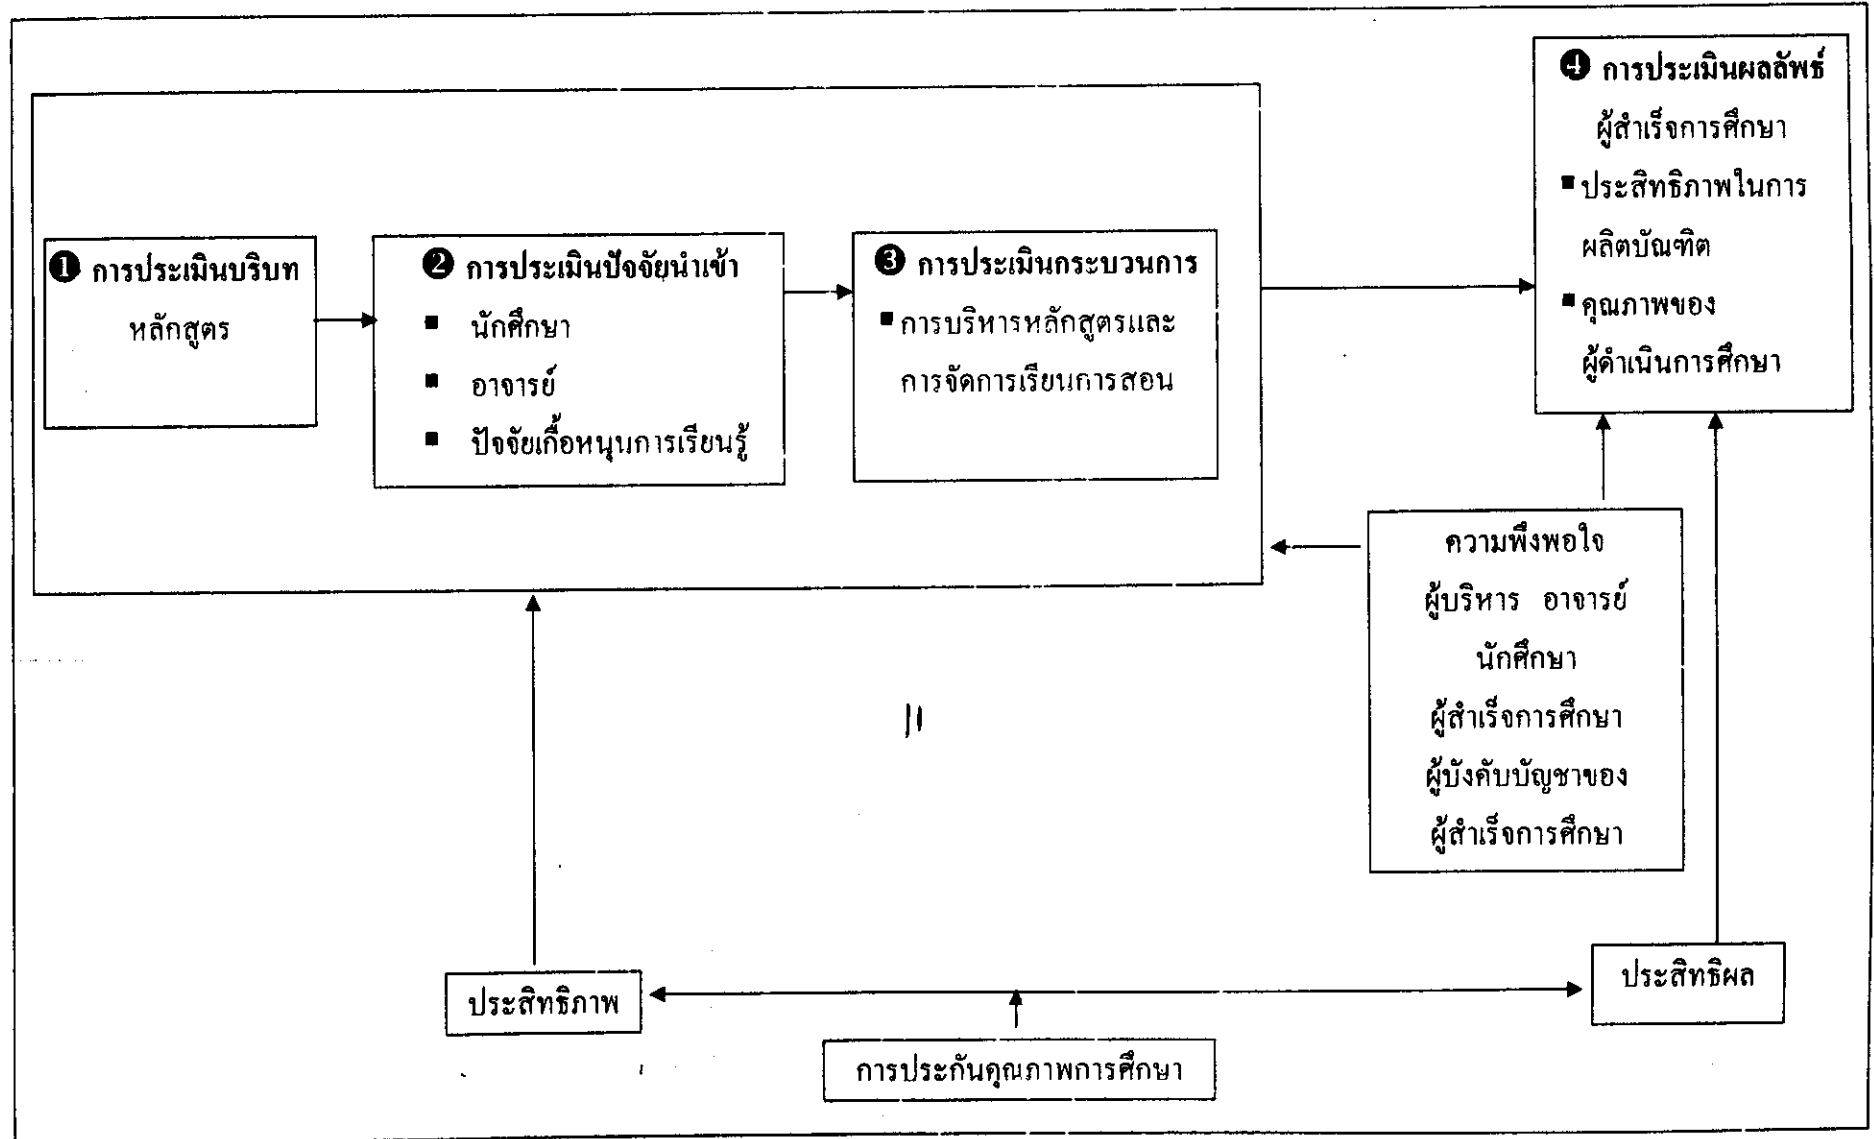 ❶ การประเมินบริบท
หลักสูตร
❷ การประเมินปัจจัยนำเข้า
▪ นักศึกษา
▪ อาจารย์
▪ ปัจจัยเกื้อหนุนการเรียนรู้
❸ การประเมินกระบวนการ
▪ การบริหารหลักสูตรและ
การจัดการเรียนการสอน
❹ การประเมินผลลัพธ์
ผู้สำเร็จการศึกษา
▪ ประสิทธิภาพในการ
ผลิตบัณฑิต
▪ คุณภาพของ
ผู้ดำเนินการศึกษา
ความพึงพอใจ
ผู้บริหาร อาจารย์
นักศึกษา
ผู้สำเร็จการศึกษา
ผู้บังคับบัญชาของ
ผู้สำเร็จการศึกษา
ประสิทธิภาพ
ประสิทธิผล
การประกันคุณภาพการศึกษา